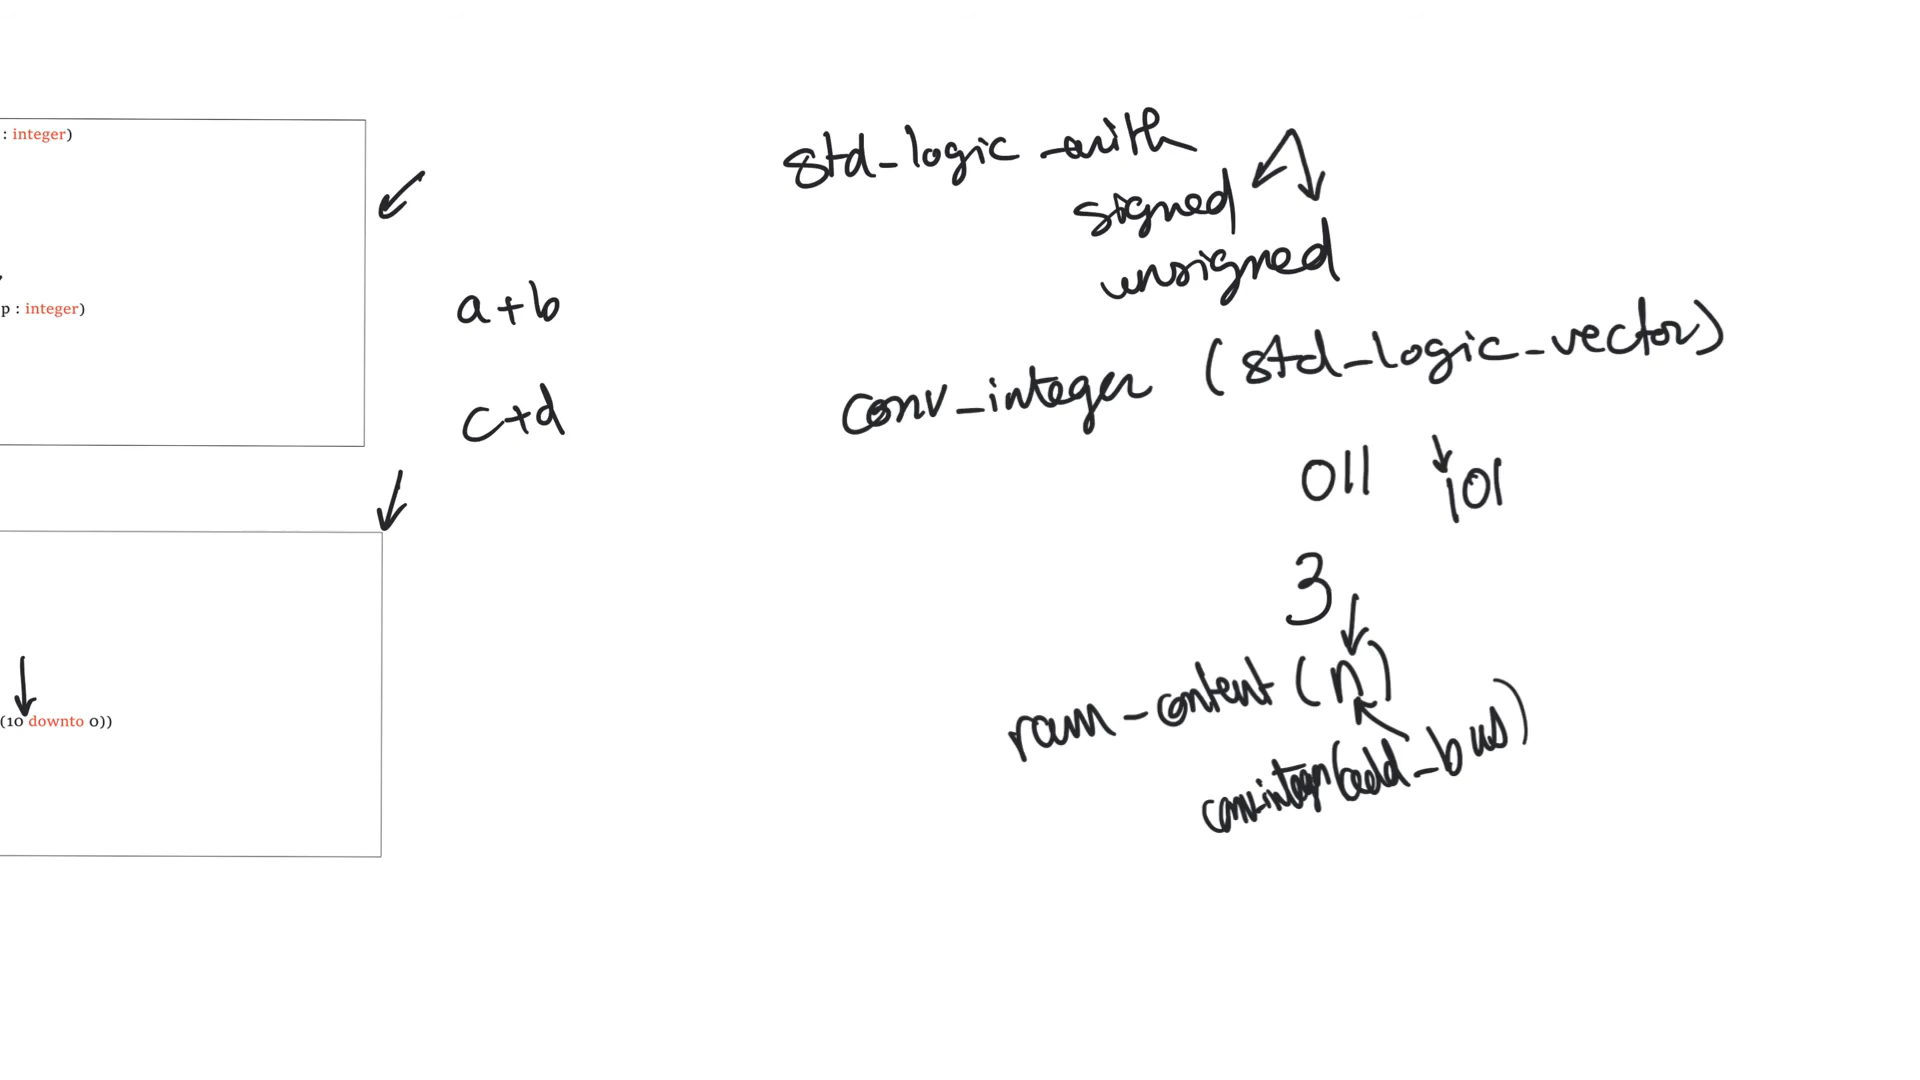 : integer)
p : integer)
(10 downto 0))
a+b
c+d
std_logic_arith
signed
unsigned
conv_integer (std_logic_vector)
011 101
3
ram_content (n)
conv_integer(add_bus)